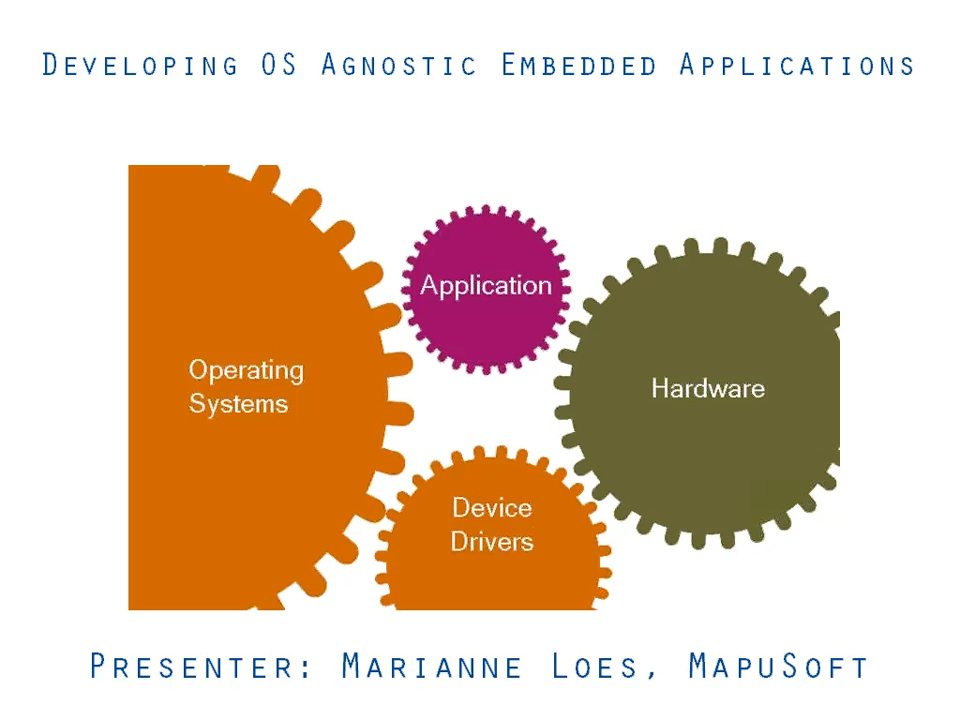 Developing OS Agnostic Embedded Applications
Application
Operating
Systems
Hardware
Device
Drivers
Presenter: Marianne Loes, MapuSoft